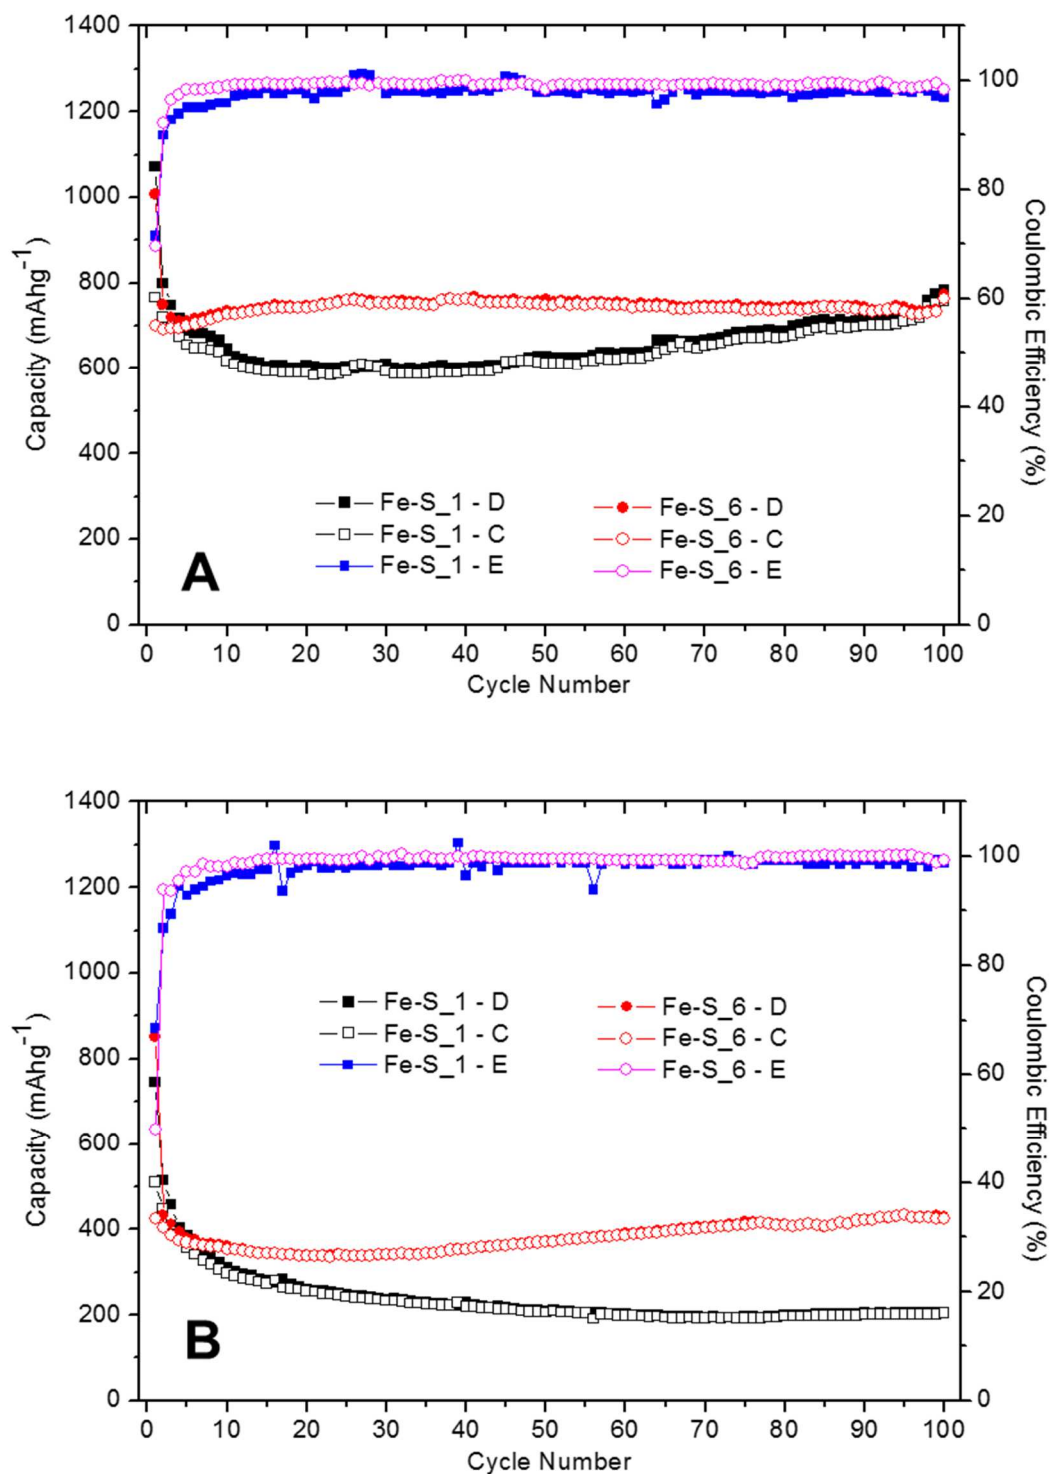 1400
1200
1000
800
600
400
200
0
Capacity (mAhg-1)
100
80
60
40
20
0
Coulombic Efficiency (%)
Fe-S_1 - D
Fe-S_1 - C
Fe-S_1 - E
Fe-S_6 - D
Fe-S_6 - C
Fe-S_6 - E
A
0 10 20 30 40 50 60 70 80 90 100
Cycle Number
1400
1200
1000
800
600
400
200
0
Capacity (mAhg-1)
100
80
60
40
20
0
Coulombic Efficiency (%)
Fe-S_1 - D
Fe-S_1 - C
Fe-S_1 - E
Fe-S_6 - D
Fe-S_6 - C
Fe-S_6 - E
B
0 10 20 30 40 50 60 70 80 90 100
Cycle Number